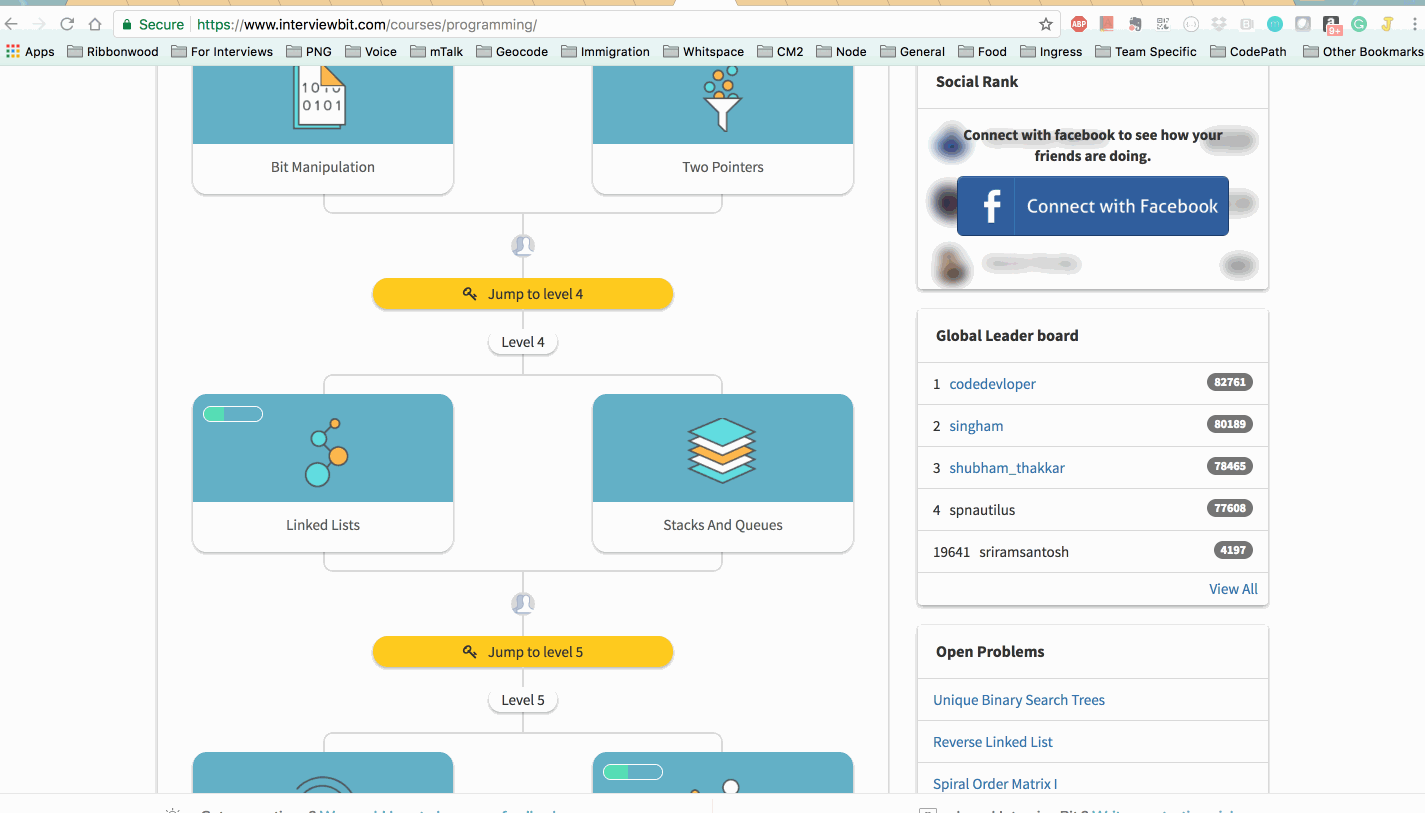 Secure https://www.interviewbit.com/courses/programming/
ABP 9+
Apps Ribbonwood For Interviews PNG Voice mTalk Geocode Immigration Whitspace CM2 Node General Food Ingress Team Specific CodePath Other Bookmarks
1010
0101
Bit Manipulation
Two Pointers
Jump to level 4
Level 4
Linked Lists
Stacks And Queues
Jump to level 5
Level 5
Social Rank
Connect with facebook to see how your
friends are doing.
f Connect with Facebook
Global Leader board
1 codedevloper 82761
2 singham 80189
3 shubham_thakkar 78465
4 spnautilus 77608
19641 sriramsantosh 4197
View All
Open Problems
Unique Binary Search Trees
Reverse Linked List
Spiral Order Matrix I